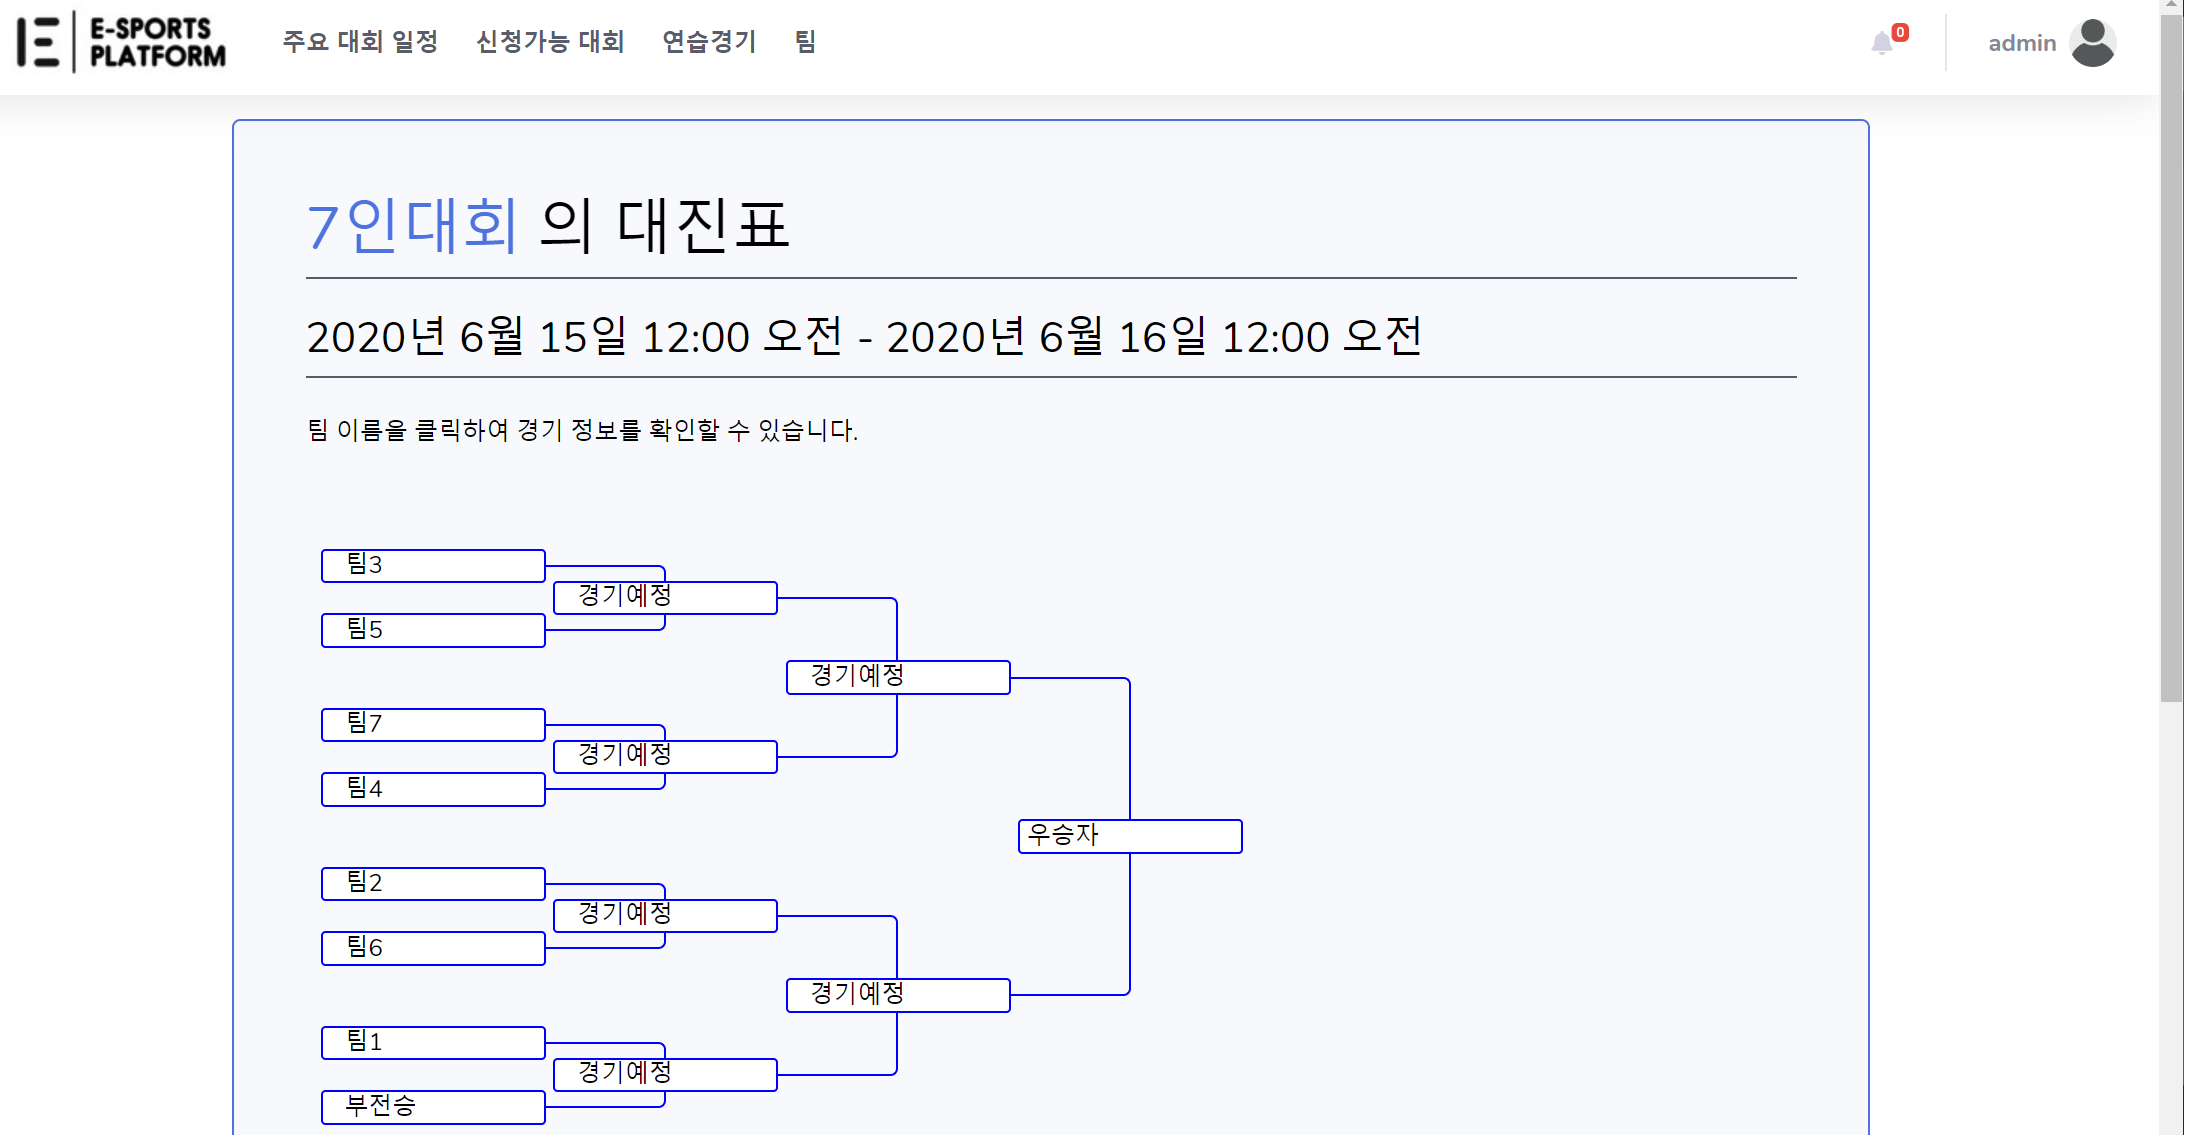 E-SPORTS
PLATFORM
주요 대회 일정 신청가능 대회 연습경기 팀
0
admin
7인대회 의 대진표
2020년 6월 15일 12:00 오전 - 2020년 6월 16일 12:00 오전
팀 이름을 클릭하여 경기 정보를 확인할 수 있습니다.
팀3
경기예정
팀5
경기예정
팀7
경기예정
팀4
우승자
팀2
경기예정
팀6
경기예정
팀1
경기예정
부전승